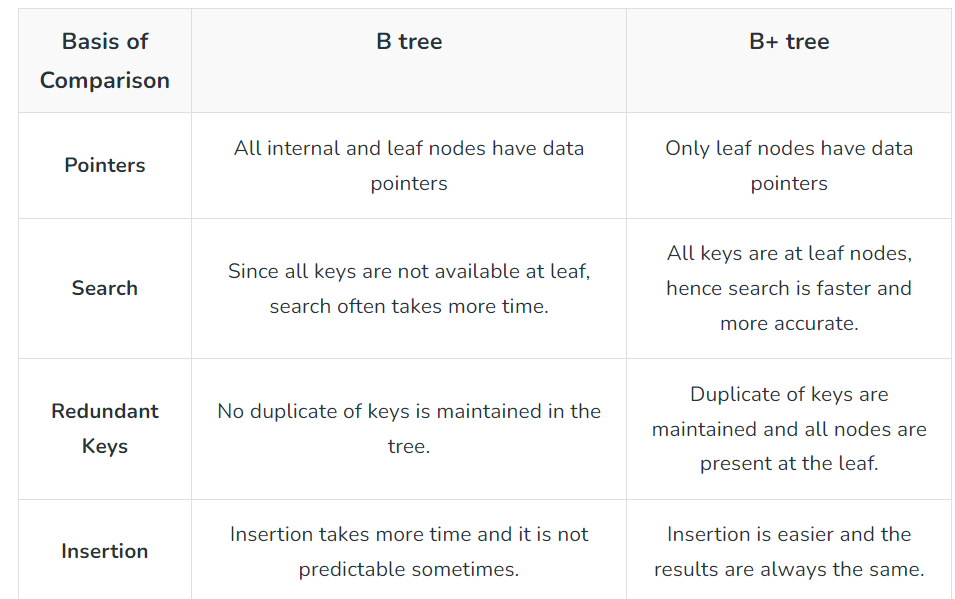 Basis of
Comparison
B tree
B+ tree
Pointers
All internal and leaf nodes have data
pointers
Only leaf nodes have data
pointers
Search
Since all keys are not available at leaf,
search often takes more time.
All keys are at leaf nodes,
hence search is faster and
more accurate.
Redundant
Keys
No duplicate of keys is maintained in the
tree.
Duplicate of keys are
maintained and all nodes are
present at the leaf.
Insertion
Insertion takes more time and it is not
predictable sometimes.
Insertion is easier and the
results are always the same.